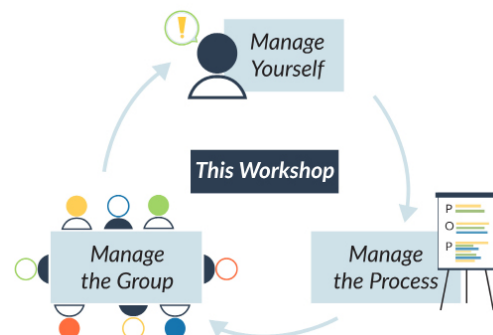 !
Manage
Yourself
This Workshop
Manage
the Group
Manage
the Process
P
O
P